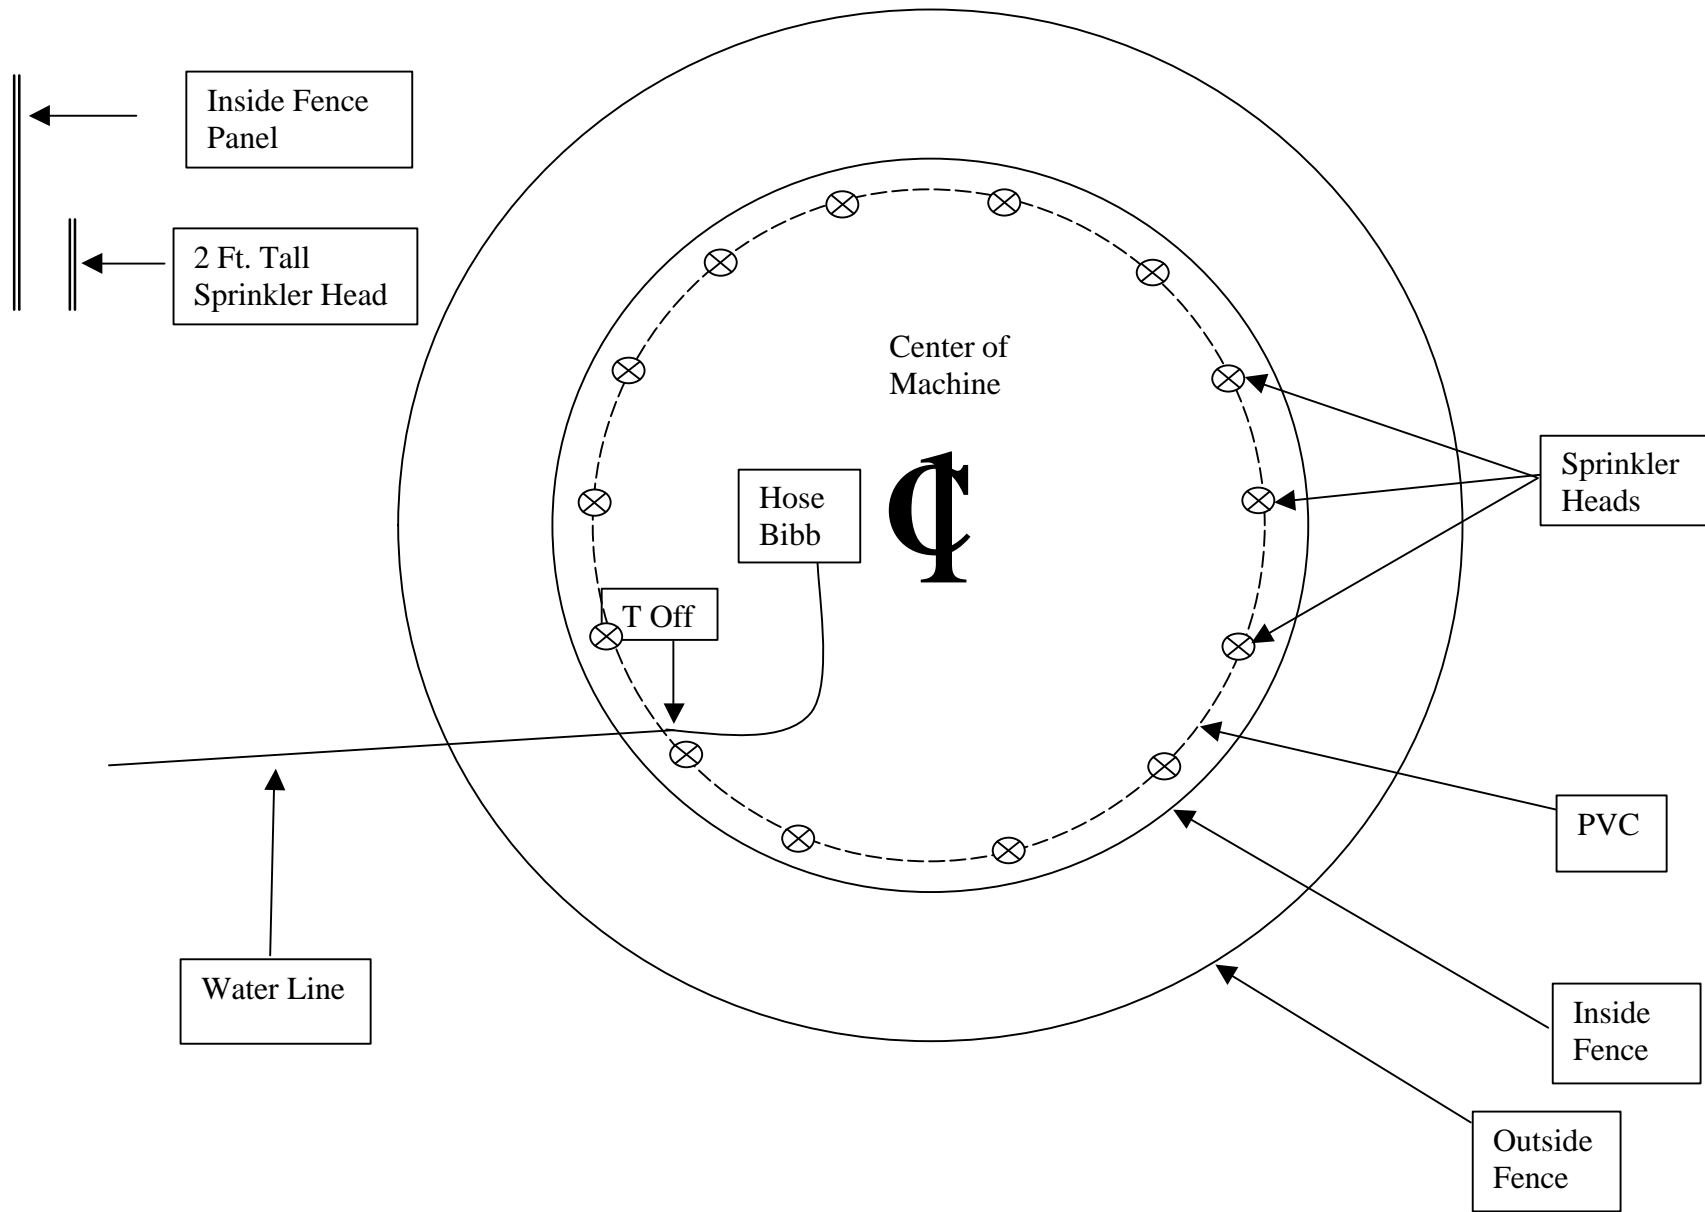 Inside Fence
Panel
2 Ft. Tall
Sprinkler Head
Center of
Machine
Sprinkler
Heads
Hose
Bibb
T Off
PVC
Water Line
Inside
Fence
Outside
Fence